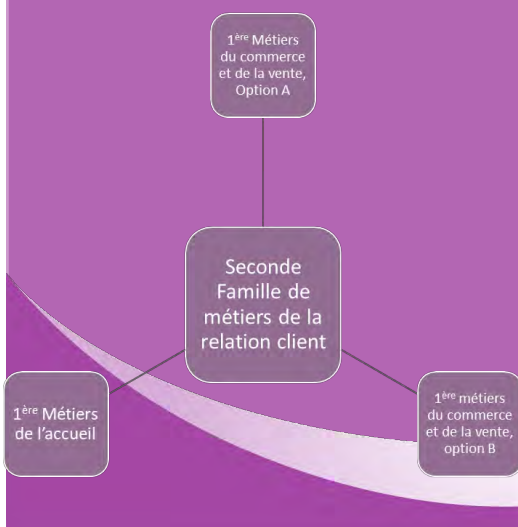 1ère Métiers
du commerce
et de la vente,
Option A
Seconde
Famille de
métiers de la
relation client
1ère Métiers
de l'accueil
1ère métiers
du commerce
et de la vente,
option B